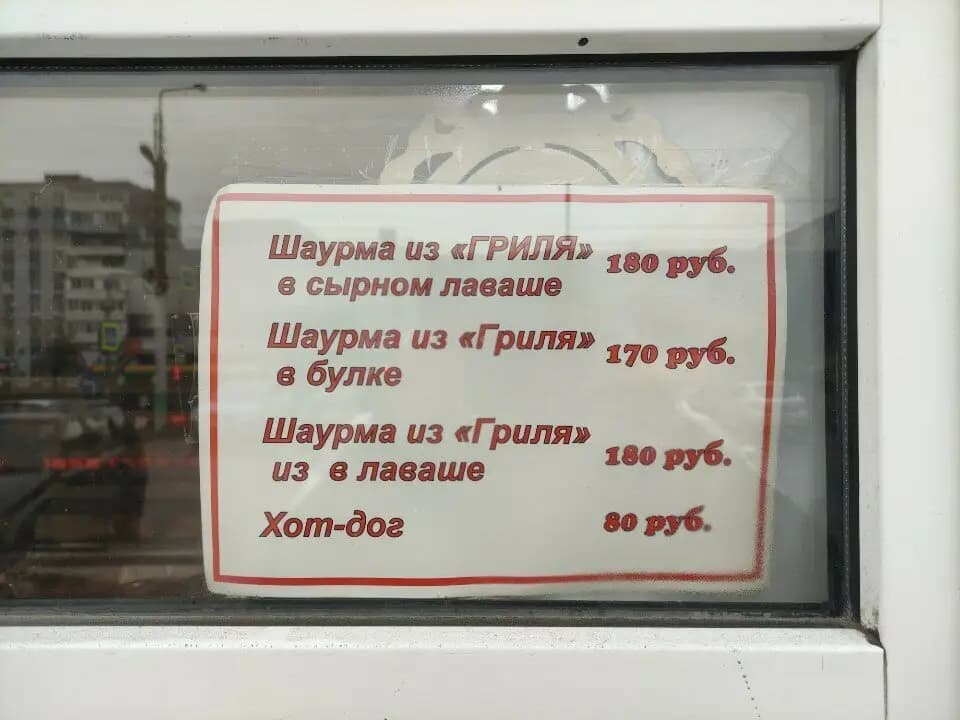 Шаурма из «ГРИЛЯ» 180 руб.
в сырном лаваше
Шаурма из «Гриля» 170 руб.
в булке
Шаурма из «Гриля» 180 руб.
из в лаваше
Хот-дог 80 руб.